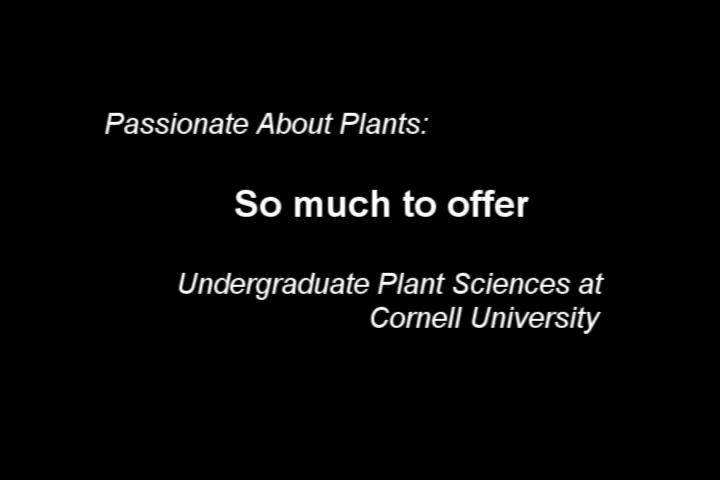 Passionate About Plants:
So much to offer
Undergraduate Plant Sciences at
Cornell University